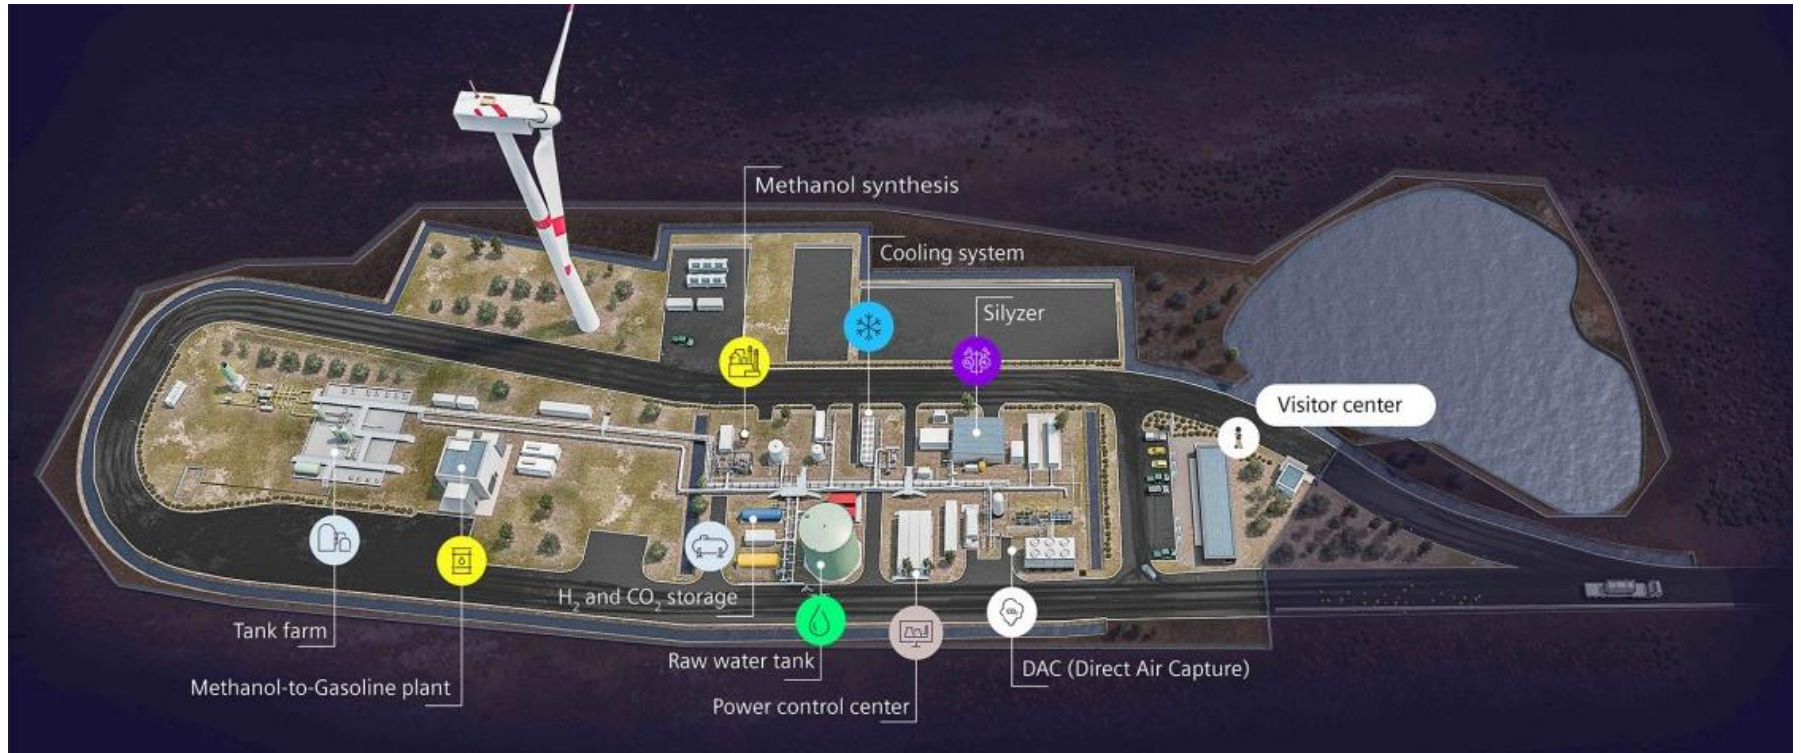 Methanol synthesis
Cooling system
Silyzer
Visitor center
H₂ and CO₂ storage
Tank farm
Raw water tank
DAC (Direct Air Capture)
Methanol-to-Gasoline plant
Power control center
CO₂